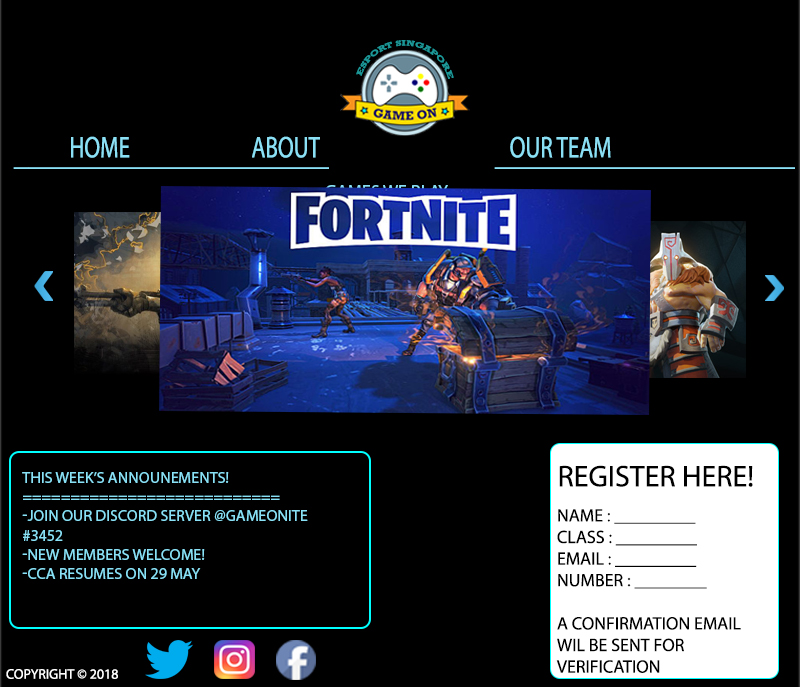 ESPORT SINGAPORE
GAME ON
HOME ABOUT OUR TEAM
GAMES WE PLAY
FORTNITE
THIS WEEK'S ANNOUNEMENTS!
===========================
-JOIN OUR DISCORD SERVER @GAMEONITE
#3452
-NEW MEMBERS WELCOME!
-CCA RESUMES ON 29 MAY
REGISTER HERE!
NAME : __________
CLASS : __________
EMAIL : __________
NUMBER : _________
A CONFIRMATION EMAIL
WIL BE SENT FOR
VERIFICATION
COPYRIGHT © 2018